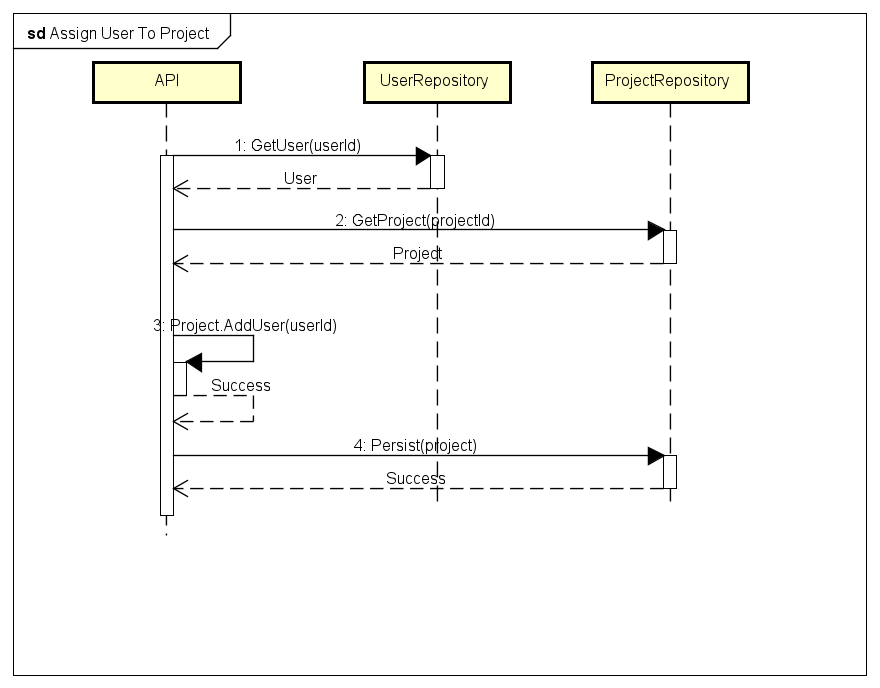 sd Assign User To Project
API
UserRepository
ProjectRepository
1: GetUser(userId)
User
2: GetProject(projectId)
Project
3: Project.AddUser(userId)
Success
4: Persist(project)
Success